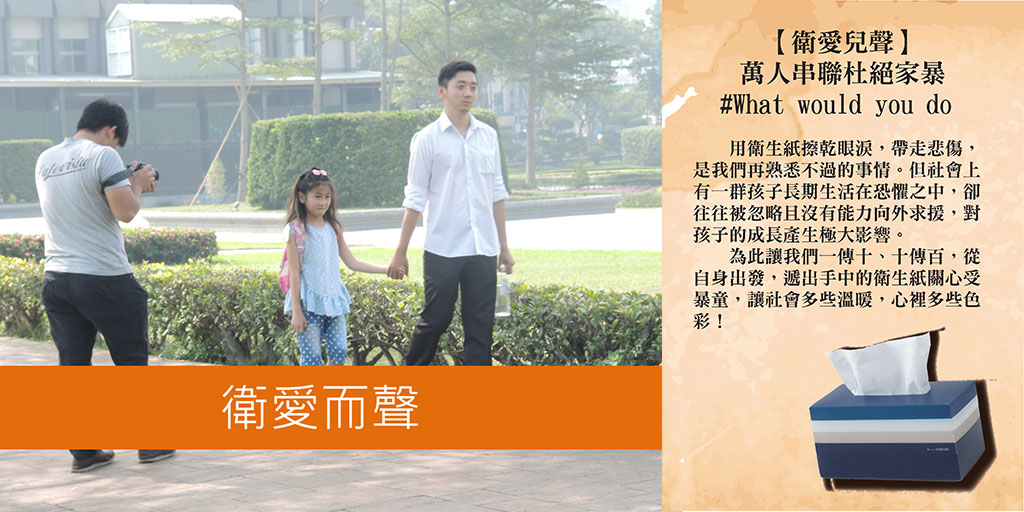 衛愛而聲
【衛愛兒聲】
萬人串聯杜絕家暴
#What would you do
用衛生紙擦乾眼淚，帶走悲傷，
是我們再熟悉不過的事情。但社會上
有一群孩子長期生活在恐懼之中，卻
往往被忽略且沒有能力向外求援，對
孩子的成長產生極大影響。
為此讓我們一傳十、十傳百，從
自身出發，遞出手中的衛生紙關心受
暴童，讓社會多些溫暖，心裡多些色
彩！